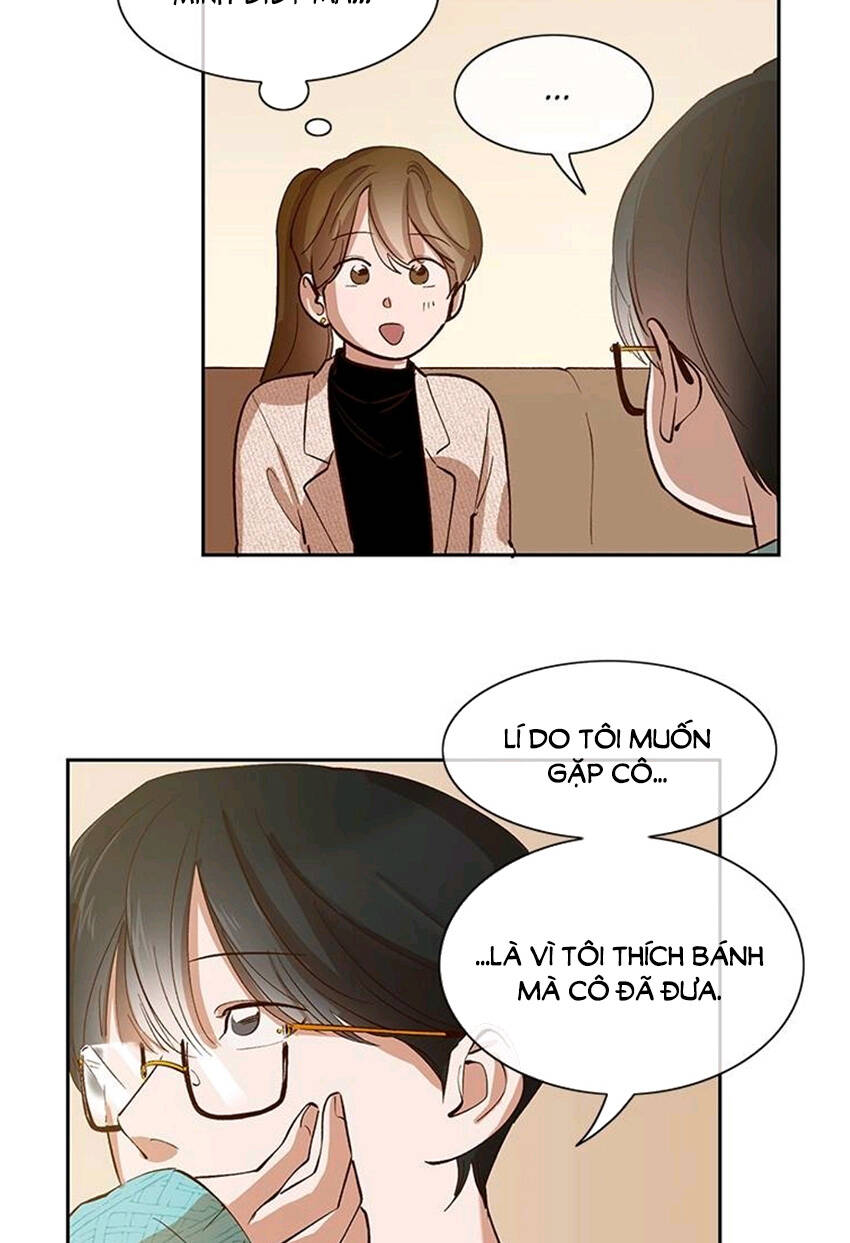 ...
LÍ DO TÔI MUỐN
GẶP CÔ...
...LÀ VÌ TÔI THÍCH BÁNH
MÀ CÔ ĐÃ ĐƯA.